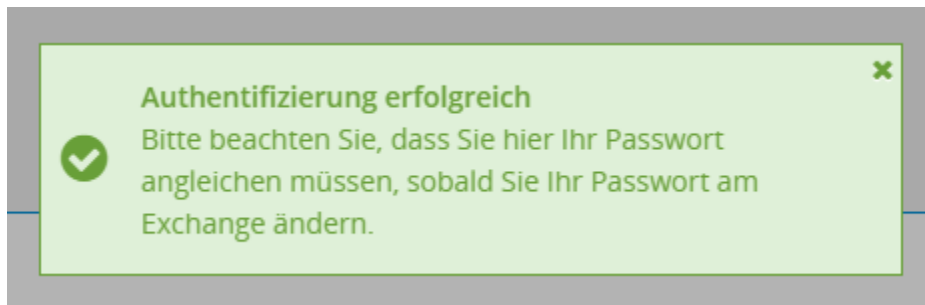 Authentifizierung erfolgreich
Bitte beachten Sie, dass Sie hier Ihr Passwort
angleichen müssen, sobald Sie Ihr Passwort am
Exchange ändern.